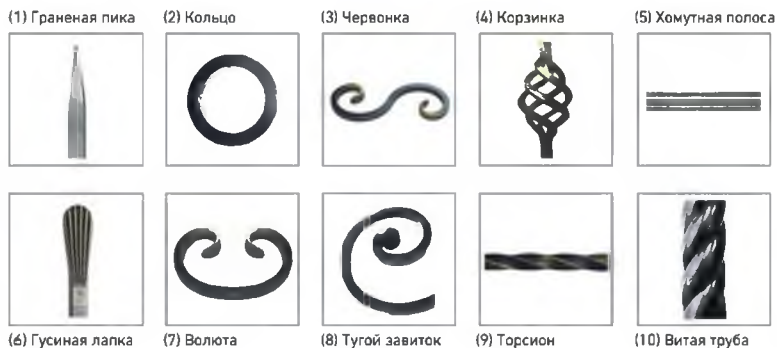 (1) Граненая пика (2) Кольцо (3) Червонка (4) Корзинка (5) Хомутная полоса
(6) Гусиная лапка (7) Волюта (8) Тугой завиток (9) Торсион (10) Витая труба